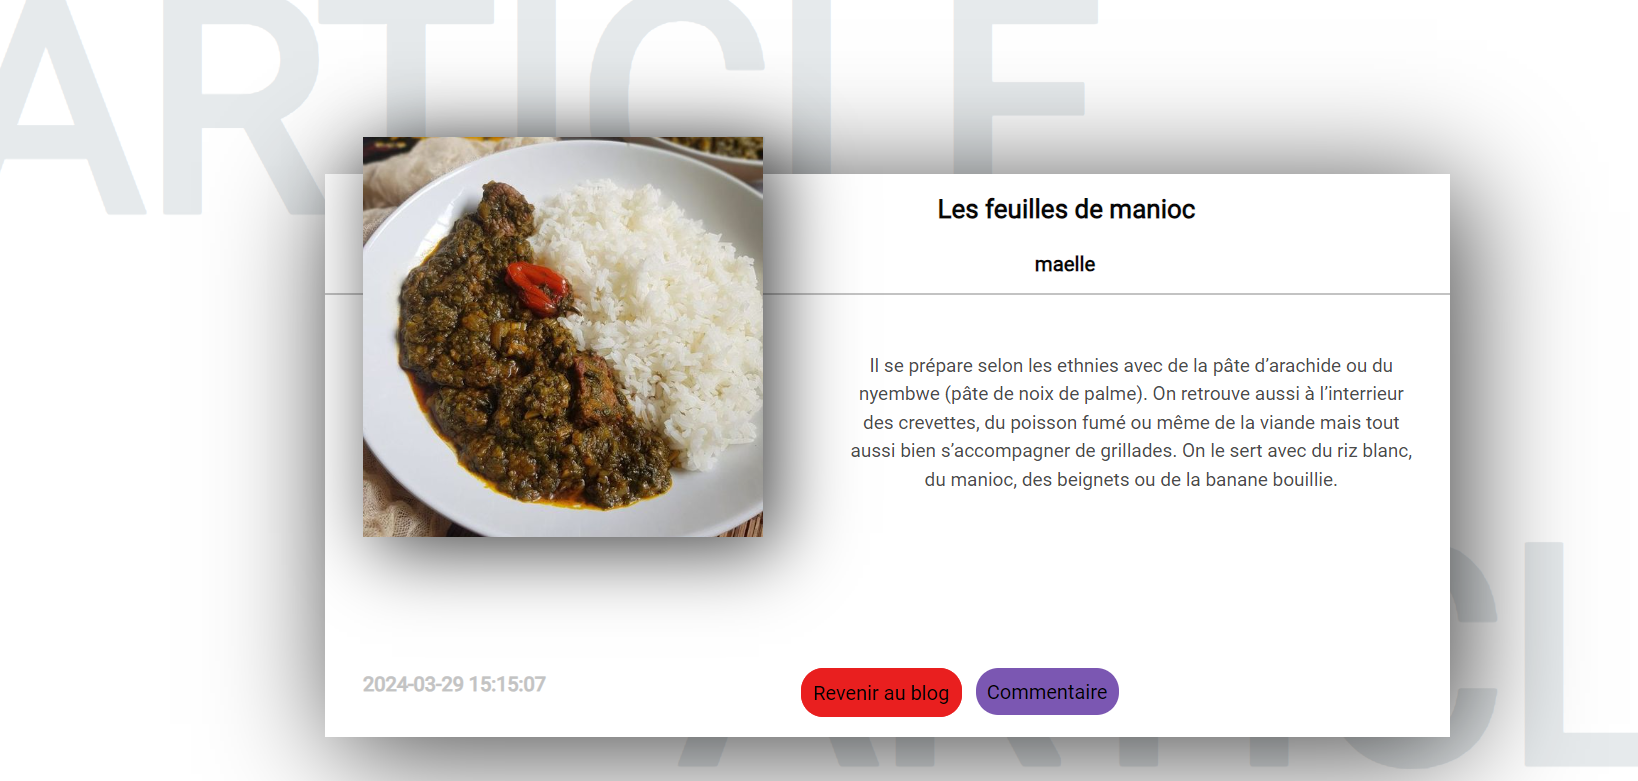 ARTICLE
Les feuilles de manioc
maelle
Il se prépare selon les ethnies avec de la pâte d’arachide ou du
nyembwe (pâte de noix de palme). On retrouve aussi à l’interrieur
des crevettes, du poisson fumé ou même de la viande mais tout
aussi bien s’accompagner de grillades. On le sert avec du riz blanc,
du manioc, des beignets ou de la banane bouillie.
2024-03-29 15:15:07
Revenir au blog Commentaire
ARTICL